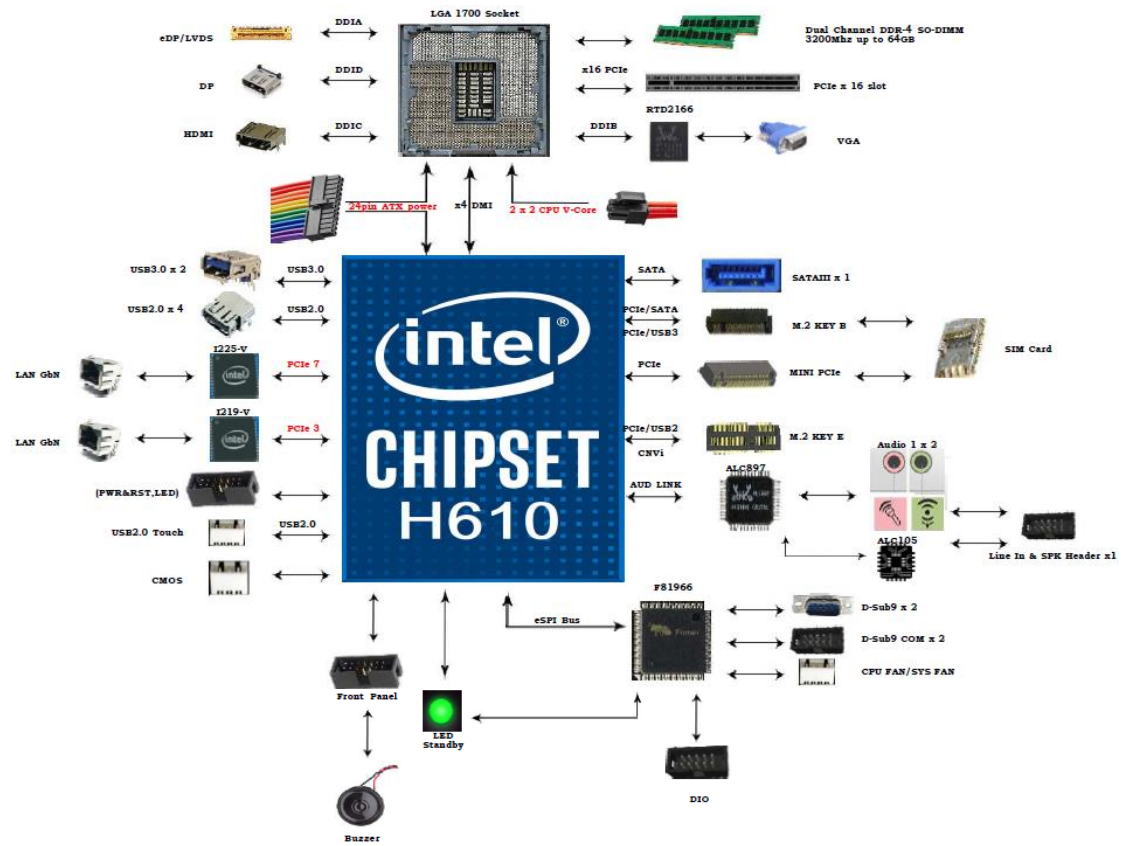 LGA 1700 Socket
eDP/LVDS
DDIA
Dual Channel DDR-4 SO-DIMM
3200Mhz up to 64GB
DP
DDID
x16 PCIe
PCIe x 16 slot
RTD2166
HDMI
DDIC
DDIB
VGA
24pin ATX power
x4 DMI
2 x 2 CPU V-Core
USB3.0 x 2
USB3.0
SATA
SATAIII x 1
USB2.0 x 4
USB2.0
PCIe/SATA
PCIe/USB3
M.2 KEY B
SIM Card
I225-V
LAN GbN
intel
PCIe 7
PCIe
MINI PCIe
intel®
I219-V
LAN GbN
intel
PCIe 3
PCIe/USB2
CNVi
M.2 KEY E
CHIPSET
H610
Audio 1 x 2
ALC897
(PWR&RST,LED)
AUD LINK
USB2.0 Touch
USB2.0
ALC105
Line In & SPK Header x1
CMOS
F81966
eSPI Bus
D-Sub9 x 2
D-Sub9 COM x 2
CPU FAN/SYS FAN
Front Panel
LED
Standby
DIO
Buzzer